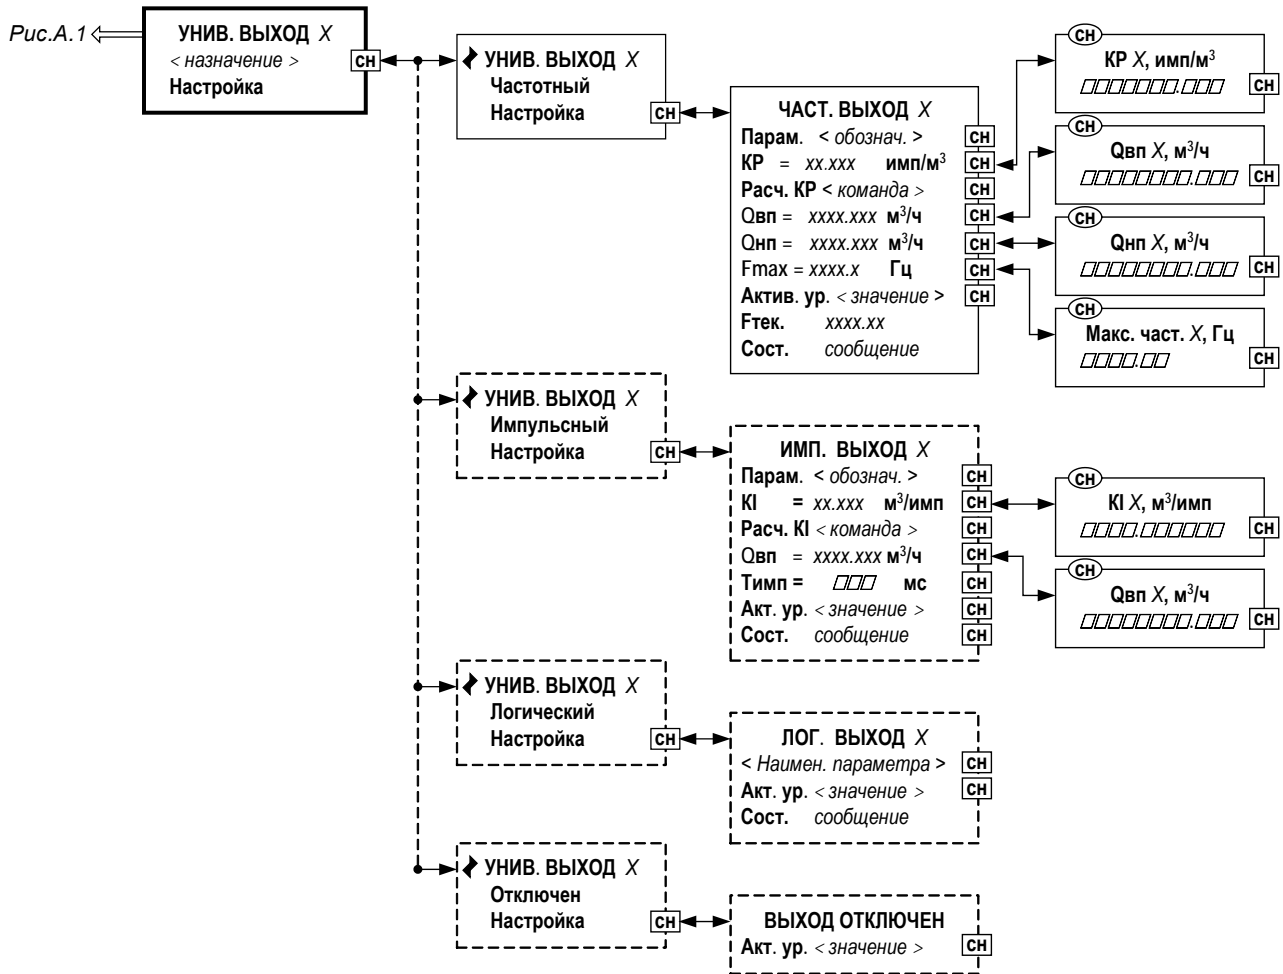 Рис.А.1
УНИВ. ВЫХОД X
< назначение >
Настройка
СН
УНИВ. ВЫХОД X
Частотный
Настройка
СН
ЧАСТ. ВЫХОД X
Парам. < обознач. > СН
КР = xx.xxx имп/м³ СН
Расч. КР < команда > СН
Qвп = xxxx.xxx м³/ч СН
Qнп = xxxx.xxx м³/ч СН
Fmax = xxxx.x Гц СН
Актив. ур. < значение > СН
Fтек. xxxx.xx
Сост. сообщение
СН
КР X, имп/м³
СН
СН
Qвп X, м³/ч
СН
СН
Qнп X, м³/ч
СН
СН
Макс. част. X, Гц
СН
УНИВ. ВЫХОД X
Импульсный
Настройка
СН
ИМП. ВЫХОД X
Парам. < обознач. > СН
KI = xx.xxx м³/имп СН
Расч. KI < команда > СН
Qвп = xxxx.xxx м³/ч СН
Тимп = мс СН
Акт. ур. < значение > СН
Сост. сообщение СН
СН
KI X, м³/имп
СН
СН
Qвп X, м³/ч
СН
УНИВ. ВЫХОД X
Логический
Настройка
СН
ЛОГ. ВЫХОД X
< Наимен. параметра > СН
Акт. ур. < значение > СН
Сост. сообщение
УНИВ. ВЫХОД X
Отключен
Настройка
СН
ВЫХОД ОТКЛЮЧЕН
Акт. ур. < значение > СН